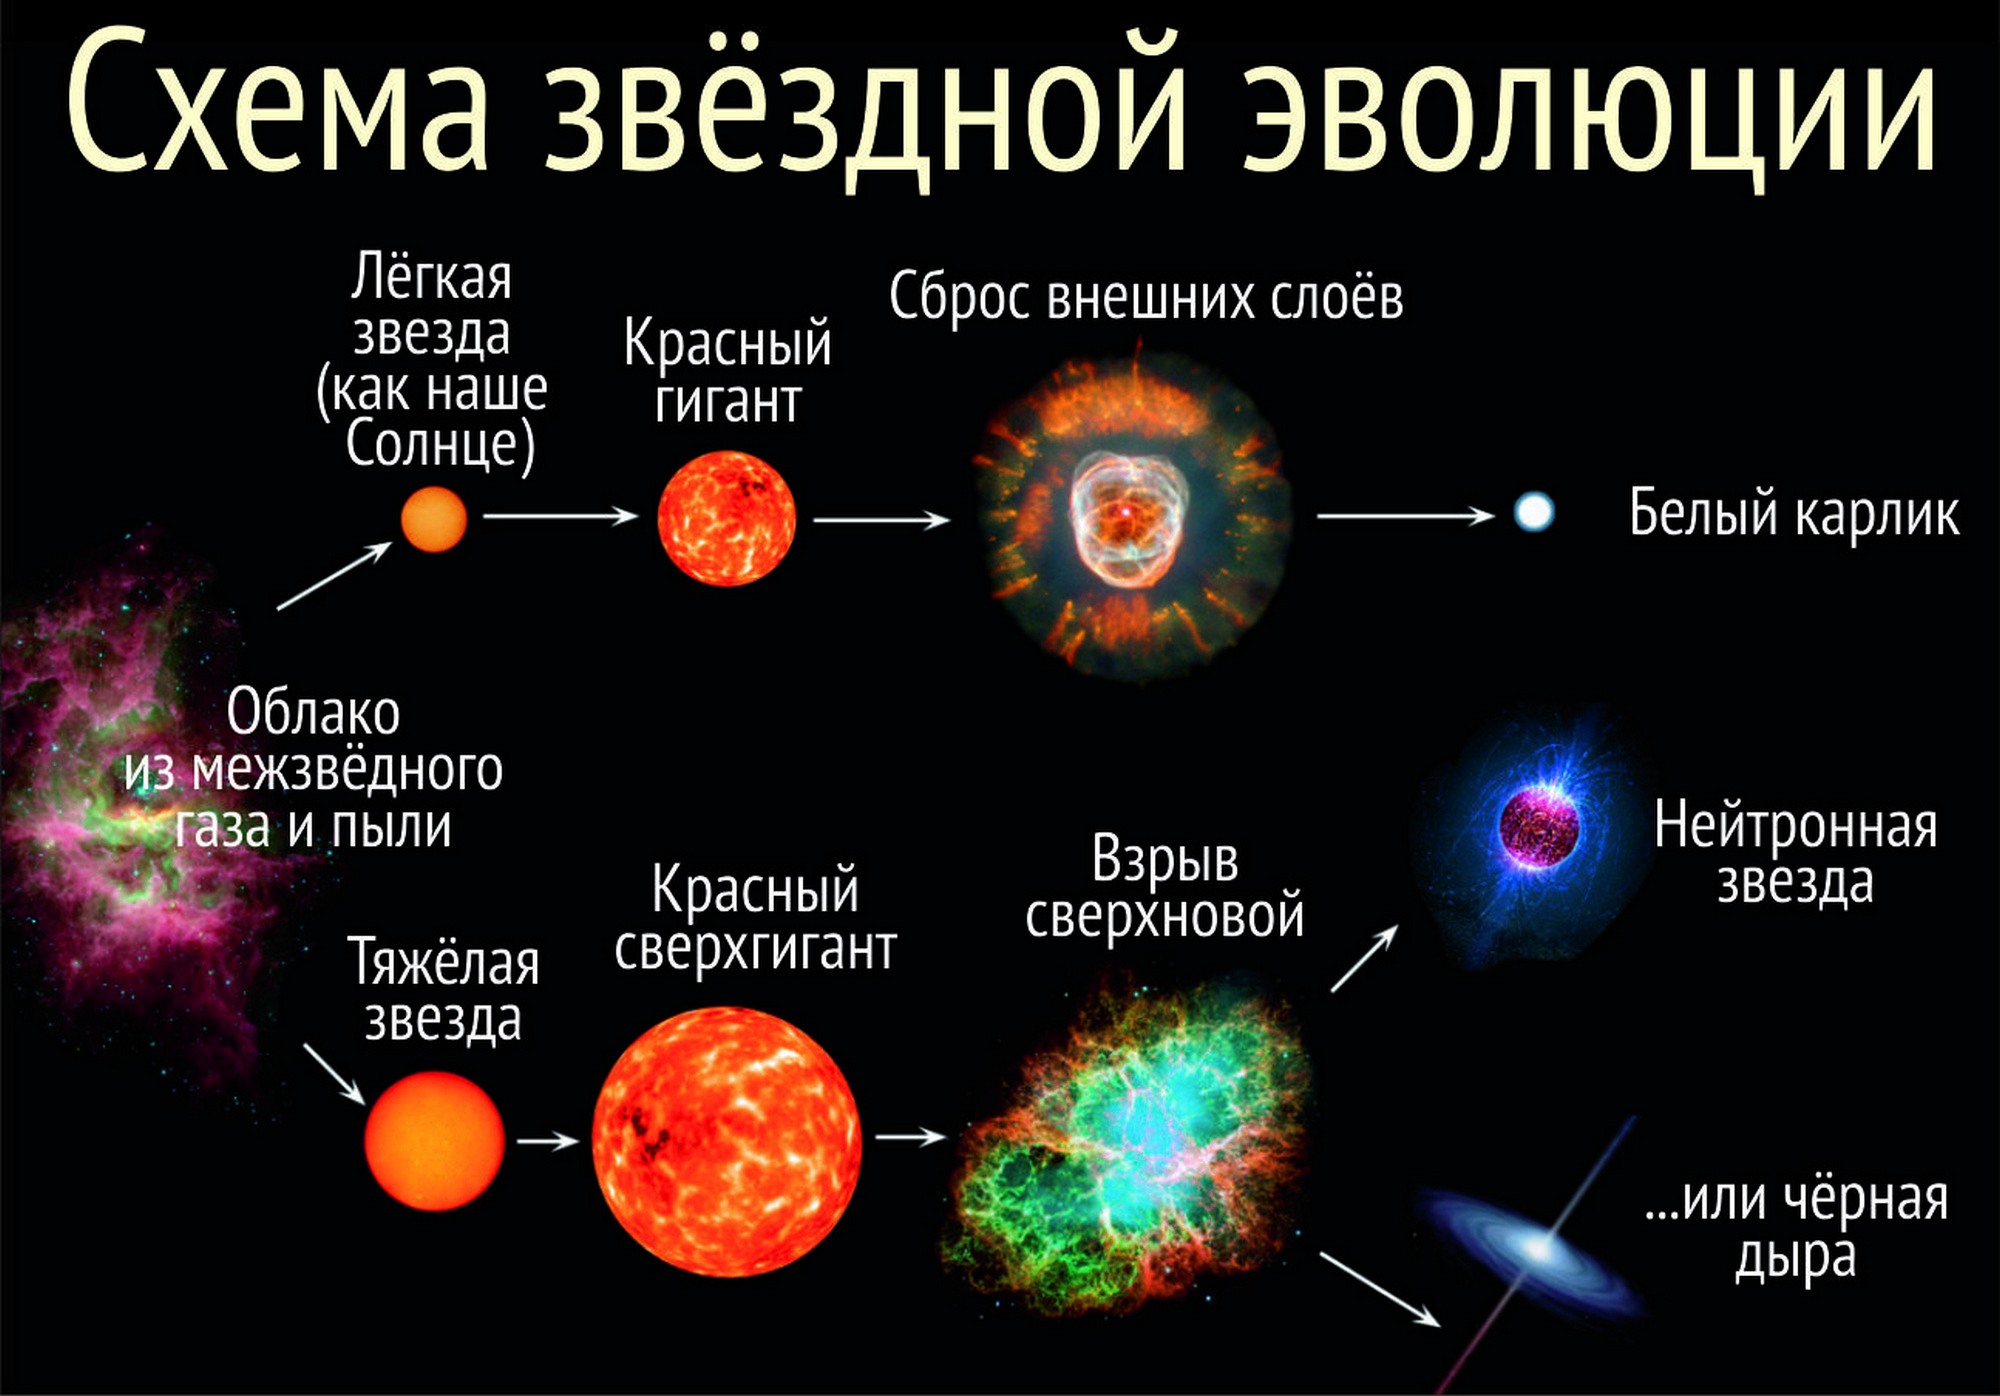 Схема звёздной эволюции
Лёгкая
звезда
(как наше
Солнце)
Красный
гигант
Сброс внешних слоёв
Белый карлик
Облако
из межзвёдного
газа и пыли
Тяжёлая
звезда
Красный
сверхгигант
Взрыв
сверхновой
Нейтронная
звезда
...или чёрная
дыра